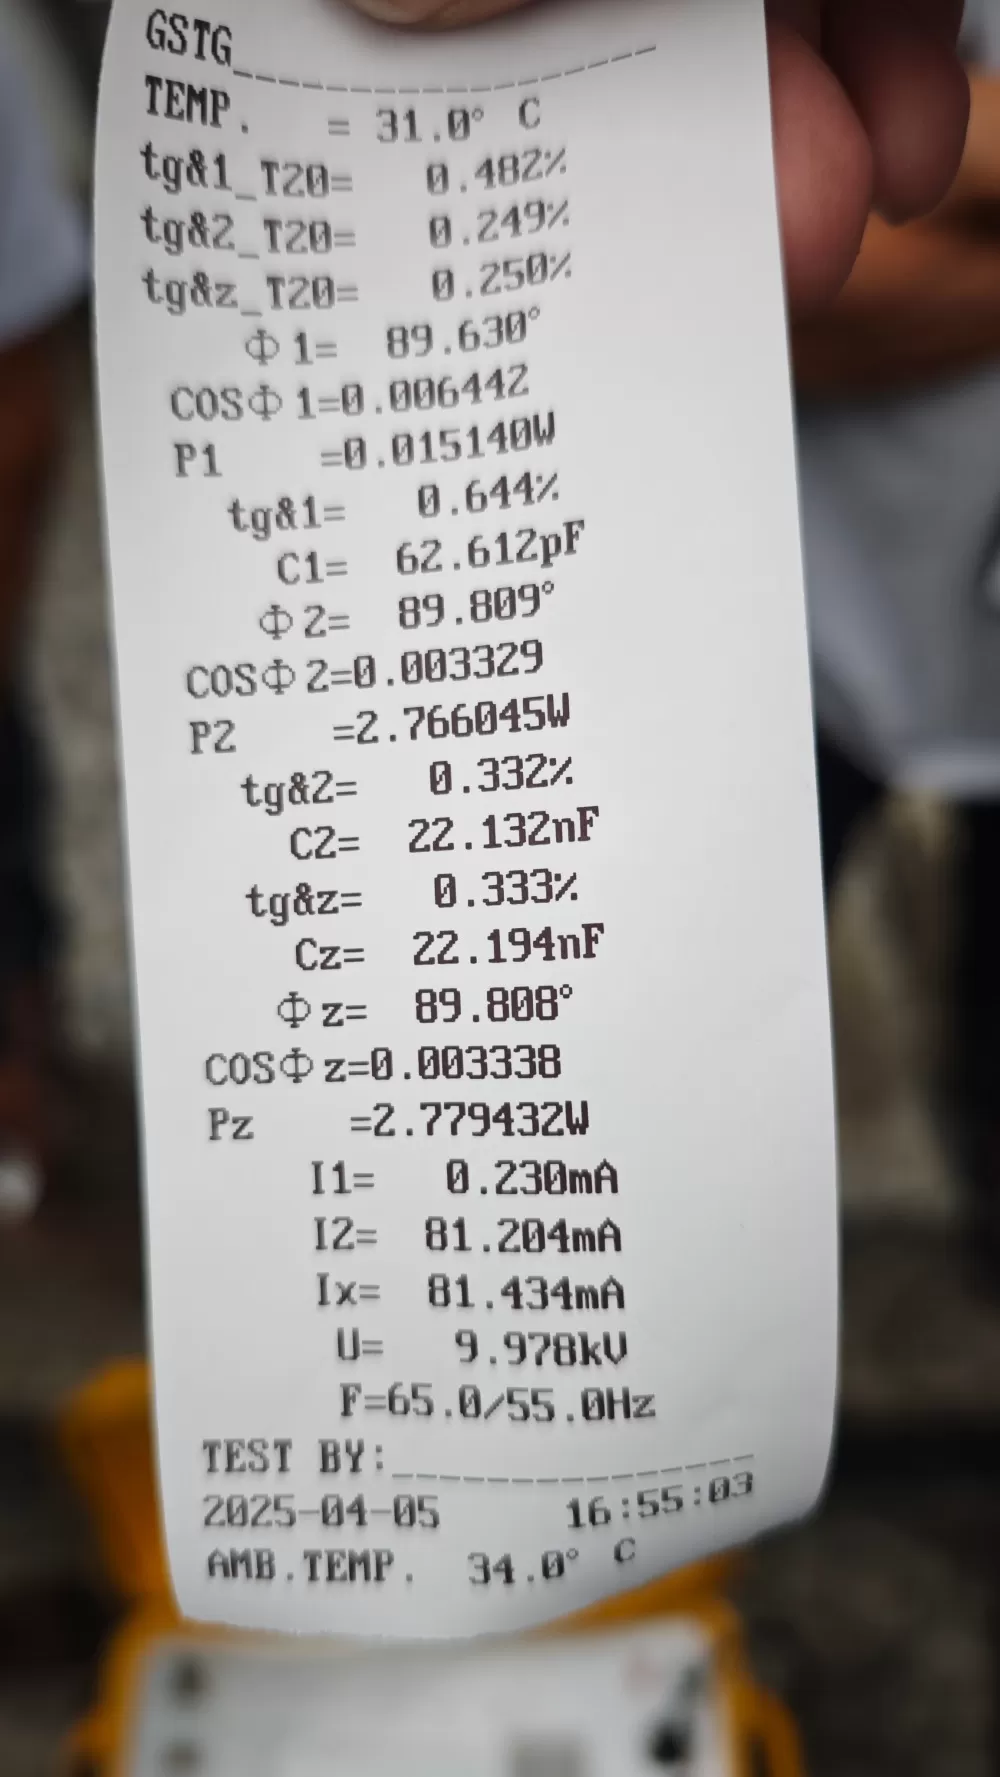 GSTG
TEMP. = 31.0° C
tg&1_T20= 0.482%
tg&2_T20= 0.249%
tg&z_T20= 0.250%
Φ1= 89.630°
COSΦ1=0.006442
P1 =0.015140W
tg&1= 0.644%
C1= 62.612pF
Φ2= 89.809°
COSΦ2=0.003329
P2 =2.766045W
tg&2= 0.332%
C2= 22.132nF
tg&z= 0.333%
Cz= 22.194nF
Φz= 89.808°
COSΦz=0.003338
Pz =2.779432W
I1= 0.230mA
I2= 81.204mA
Ix= 81.434mA
U= 9.978kV
F=65.0/55.0Hz
TEST BY:
2025-04-05 16:55:03
AMB.TEMP. 34.0° C